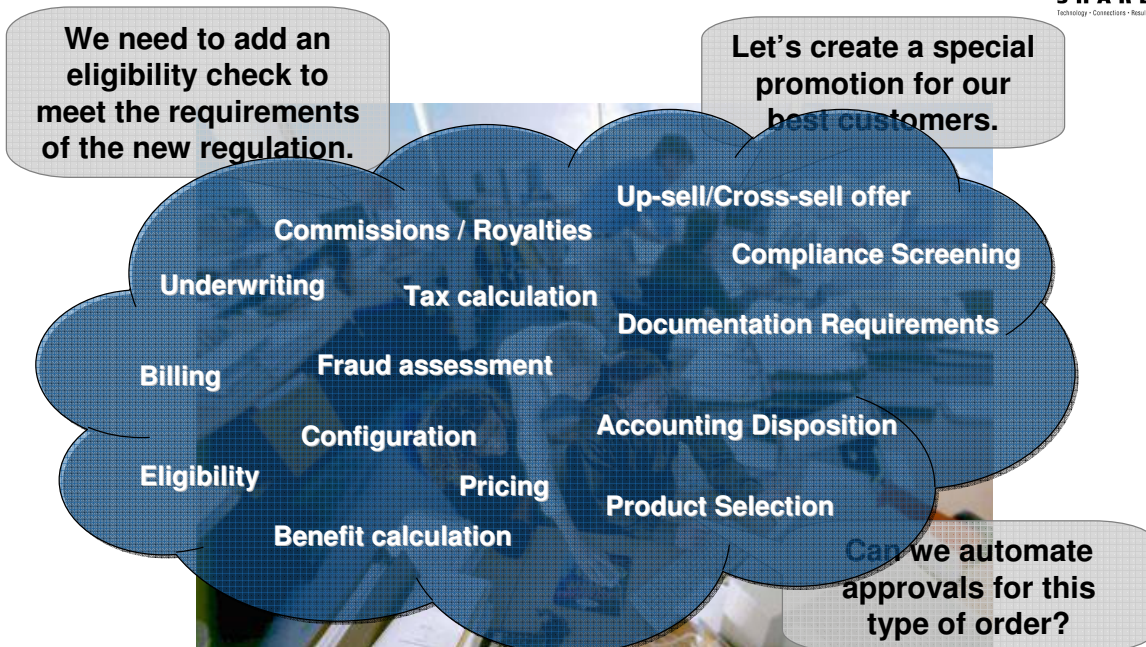 Technology · Connections · Resul
We need to add an
eligibility check to
meet the requirements
of the new regulation.
Let's create a special
promotion for our
best customers.
Up-sell/Cross-sell offer
Commissions / Royalties
Compliance Screening
Underwriting
Tax calculation
Documentation Requirements
Fraud assessment
Billing
Accounting Disposition
Configuration
Eligibility
Pricing
Product Selection
Benefit calculation
Can we automate
approvals for this
type of order?